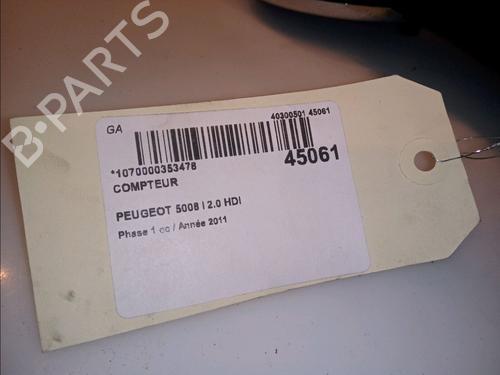 B-PARTS
GA
40300501 45061
*1070000353478
45061
COMPTEUR
PEUGEOT 5008 I 2.0 HDI
Phase 1 cc / Année 2011